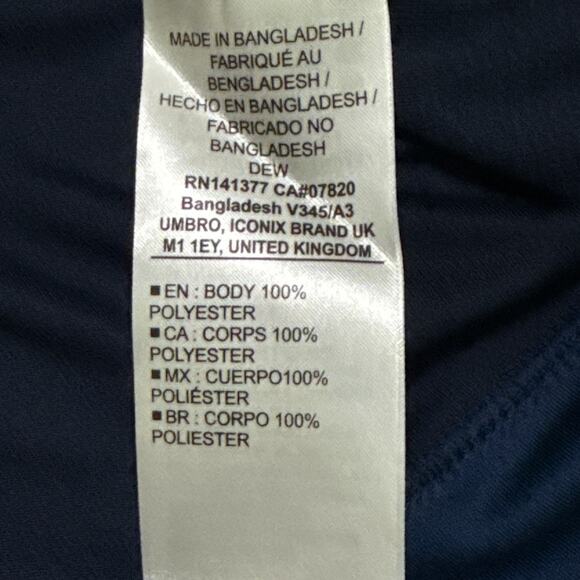 MADE IN BANGLADESH /
FABRIQUÉ AU
BENGLADESH /
HECHO EN BANGLADESH /
FABRICADO NO
BANGLADESH
DEW
RN141377 CA#07820
Bangladesh V345/A3
UMBRO, ICONIX BRAND UK
M1 1EY, UNITED KINGDOM
■ EN : BODY 100%
POLYESTER
■ CA : CORPS 100%
POLYESTER
■ MX : CUERPO100%
POLIÉSTER
■ BR : CORPO 100%
POLIESTER